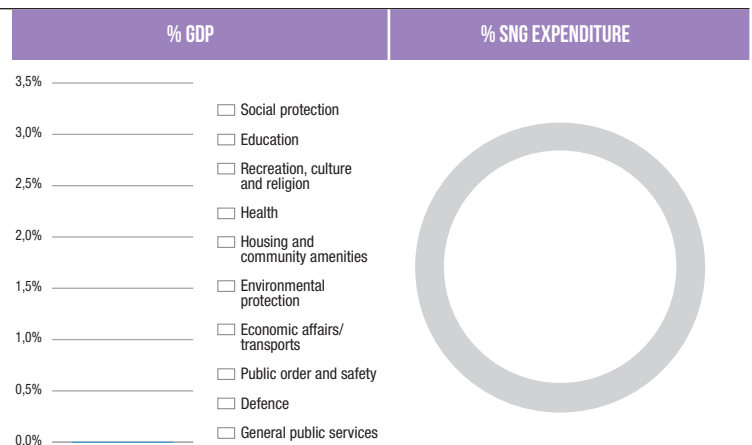 % GDP
% SNG EXPENDITURE
3,5%
3,0%
2,5%
2,0%
1,5%
1,0%
0,5%
0.0%
Social protection
Education
Recreation, culture
and religion
Health
Housing and
community amenities
Environmental
protection
Economic affairs/
transports
Public order and safety
Defence
General public services